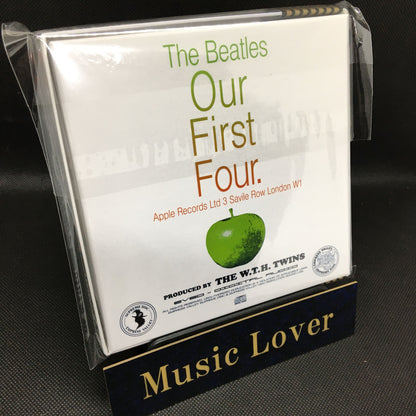 The Beatles
Our
First
Four.
Apple Records Ltd 3 Savile Row London W1
PRODUCED BY THE W.T.H. TWINS
Music Lover